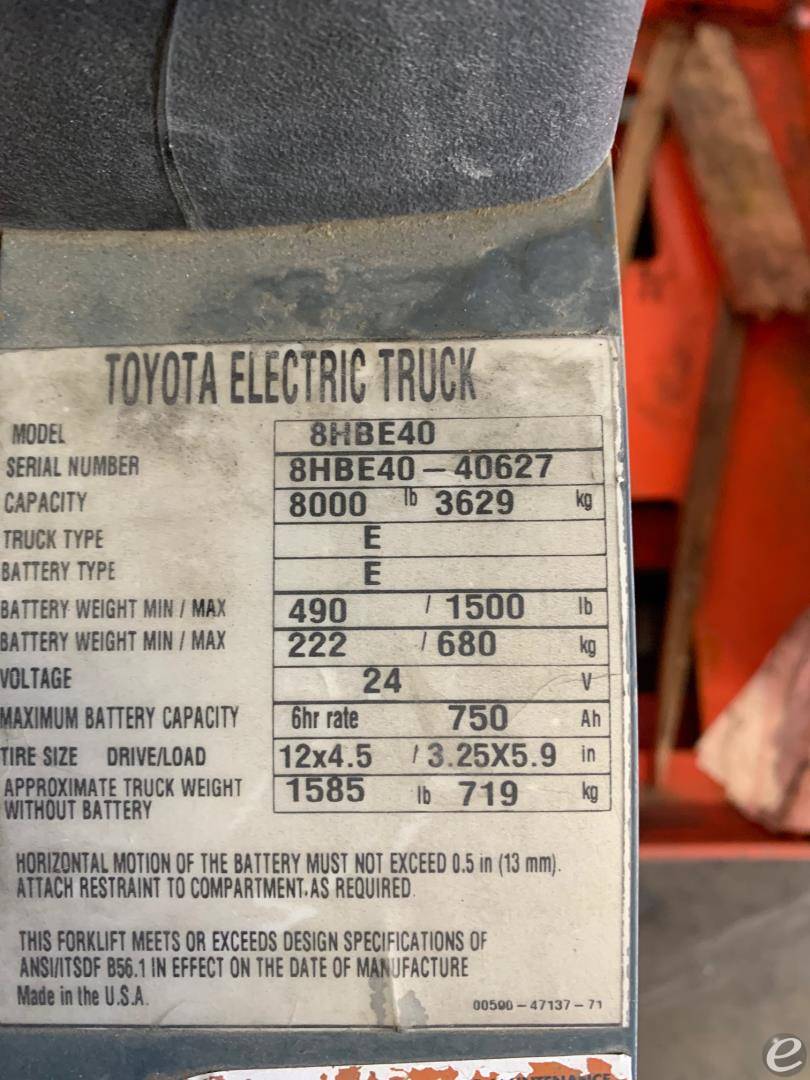 TOYOTA ELECTRIC TRUCK
MODEL 8HBE40
SERIAL NUMBER 8HBE40-40627
CAPACITY 8000 lb 3629 kg
TRUCK TYPE E
BATTERY TYPE E
BATTERY WEIGHT MIN / MAX 490 / 1500 lb
BATTERY WEIGHT MIN / MAX 222 / 680 kg
VOLTAGE 24 V
MAXIMUM BATTERY CAPACITY 6hr rate 750 Ah
TIRE SIZE DRIVE/LOAD 12x4.5 / 3.25X5.9 in
APPROXIMATE TRUCK WEIGHT
WITHOUT BATTERY 1585 lb 719 kg
HORIZONTAL MOTION OF THE BATTERY MUST NOT EXCEED 0.5 in (13 mm).
ATTACH RESTRAINT TO COMPARTMENT.AS REQUIRED.
THIS FORKLIFT MEETS OR EXCEEDS DESIGN SPECIFICATIONS OF
ANSI/ITSDF B56.1 IN EFFECT ON THE DATE OF MANUFACTURE
Made in the U.S.A.
00590-47137-71
e